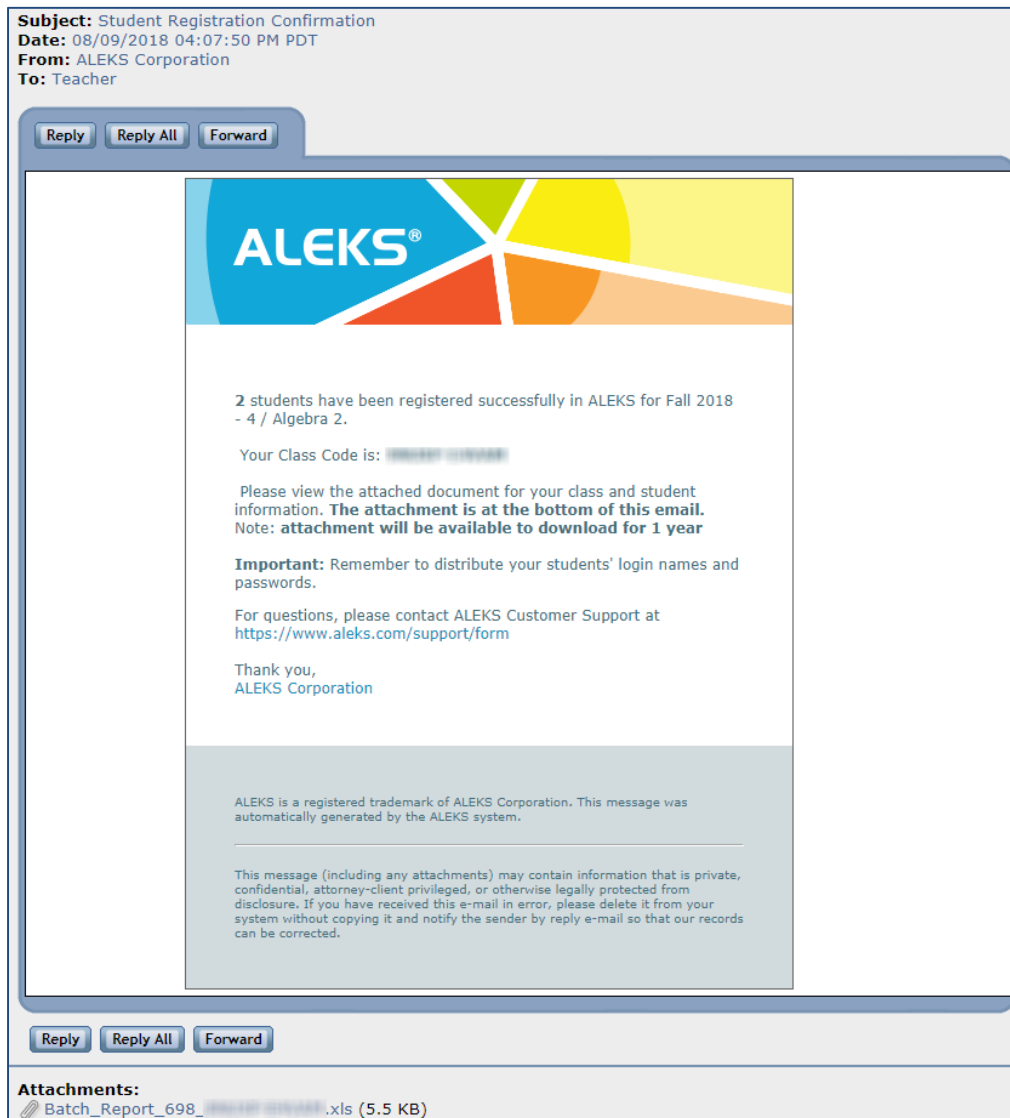 Subject: Student Registration Confirmation
Date: 08/09/2018 04:07:50 PM PDT
From: ALEKS Corporation
To: Teacher
Reply Reply All Forward
ALEKS®
2 students have been registered successfully in ALEKS for Fall 2018
- 4 / Algebra 2.
Your Class Code is:
Please view the attached document for your class and student
information. The attachment is at the bottom of this email.
Note: attachment will be available to download for 1 year
Important: Remember to distribute your students' login names and
passwords.
For questions, please contact ALEKS Customer Support at
https://www.aleks.com/support/form
Thank you,
ALEKS Corporation
ALEKS is a registered trademark of ALEKS Corporation. This message was
automatically generated by the ALEKS system.
This message (including any attachments) may contain information that is private,
confidential, attorney-client privileged, or otherwise legally protected from
disclosure. If you have received this e-mail in error, please delete it from your
system without copying it and notify the sender by reply e-mail so that our records
can be corrected.
Reply Reply All Forward
Attachments:
Batch_Report_698_ .xls (5.5 KB)